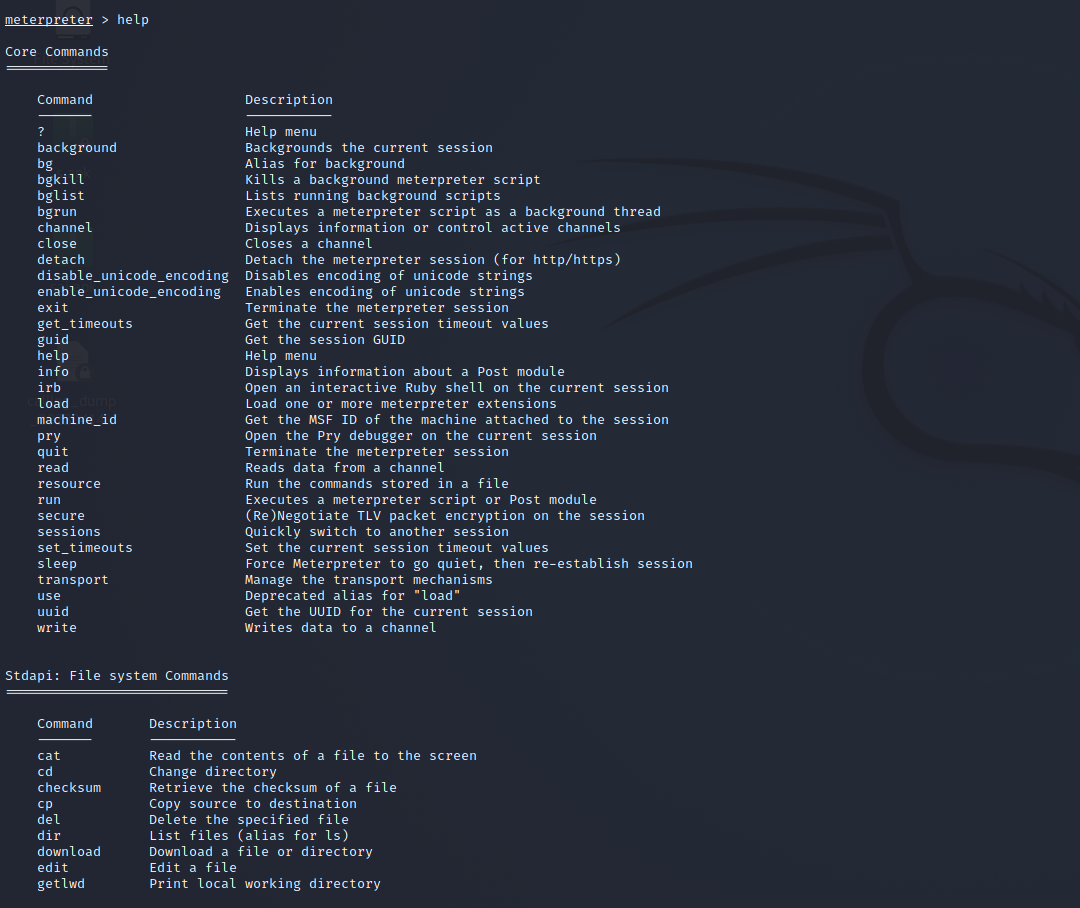 meterpreter > help
Core Commands
Command Description
? Help menu
background Backgrounds the current session
bg Alias for background
bgkill Kills a background meterpreter script
bglist Lists running background scripts
bgrun Executes a meterpreter script as a background thread
channel Displays information or control active channels
close Closes a channel
detach Detach the meterpreter session (for http/https)
disable_unicode_encoding Disables encoding of unicode strings
enable_unicode_encoding Enables encoding of unicode strings
exit Terminate the meterpreter session
get_timeouts Get the current session timeout values
guid Get the session GUID
help Help menu
info Displays information about a Post module
irb Open an interactive Ruby shell on the current session
load Load one or more meterpreter extensions
machine_id Get the MSF ID of the machine attached to the session
pry Open the Pry debugger on the current session
quit Terminate the meterpreter session
read Reads data from a channel
resource Run the commands stored in a file
run Executes a meterpreter script or Post module
secure (Re)Negotiate TLV packet encryption on the session
sessions Quickly switch to another session
set_timeouts Set the current session timeout values
sleep Force Meterpreter to go quiet, then re-establish session
transport Manage the transport mechanisms
use Deprecated alias for "load"
uuid Get the UUID for the current session
write Writes data to a channel
Stdapi: File system Commands
Command Description
cat Read the contents of a file to the screen
cd Change directory
checksum Retrieve the checksum of a file
cp Copy source to destination
del Delete the specified file
dir List files (alias for ls)
download Download a file or directory
edit Edit a file
getlwd Print local working directory